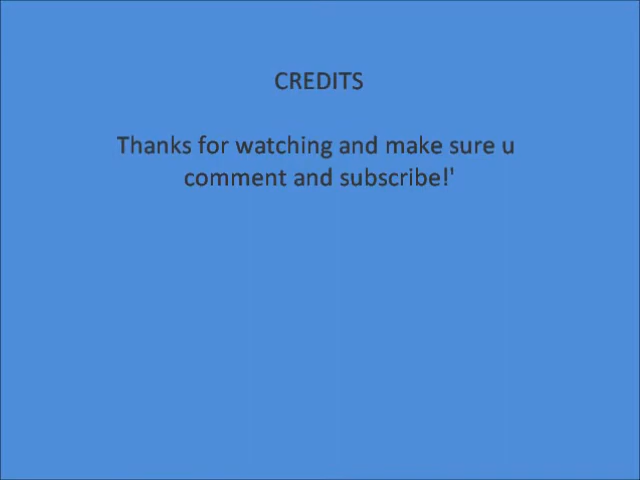 CREDITS
Thanks for watching and make sure u
comment and subscribe!'